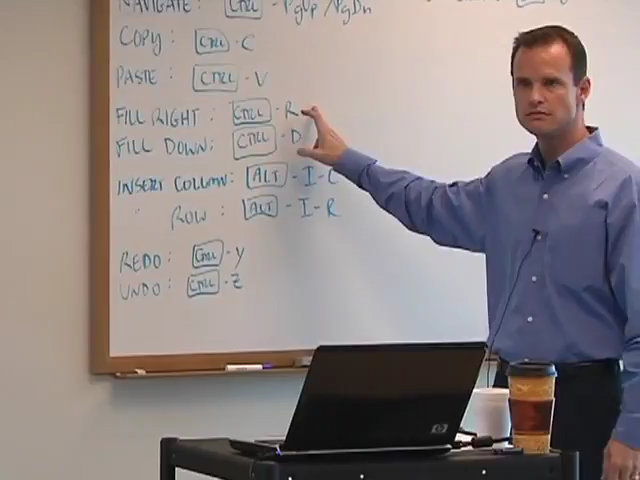 NAVIGATE: CTRL - PgUp/PgDn
COPY: CTRL - C
PASTE: CTRL - V
FILL RIGHT: CTRL - R
FILL DOWN: CTRL - D
INSERT COLUMN: ALT - I - C
" ROW: ALT - I - R
REDO: CTRL - Y
UNDO: CTRL - Z
hp